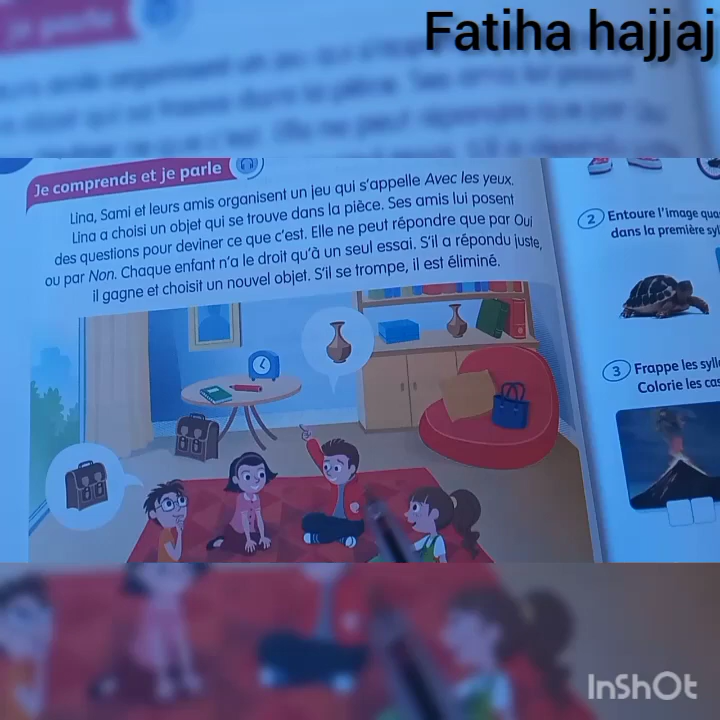 Fatiha hajjaj
Je comprends et je parle
Lina, Sami et leurs amis organisent un jeu qui s'appelle Avec les yeux.
Lina a choisi un objet qui se trouve dans la pièce. Ses amis lui posent
des questions pour deviner ce que c'est. Elle ne peut répondre que par Oui
ou par Non. Chaque enfant n'a le droit qu'à un seul essai. S'il a répondu juste,
il gagne et choisit un nouvel objet. S'il se trompe, il est éliminé.
2 Entoure l'image
dans la première
3 Frappe les
Colorie les
InShOt